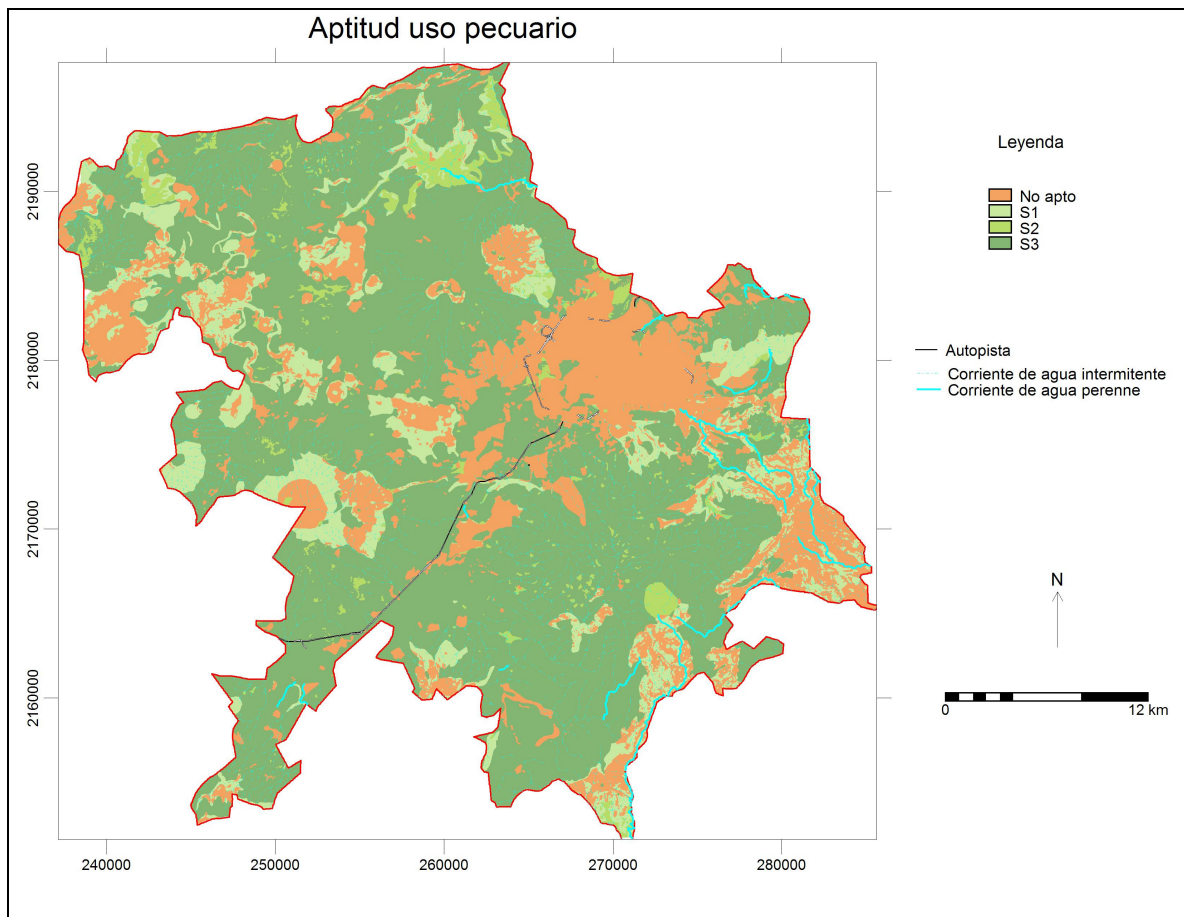 Aptitud uso pecuario
Leyenda
No apto
S1
S2
S3
Autopista
Corriente de agua intermitente
Corriente de agua perenne
N
0 12 km
2190000
2180000
2170000
2160000
240000 250000 260000 270000 280000